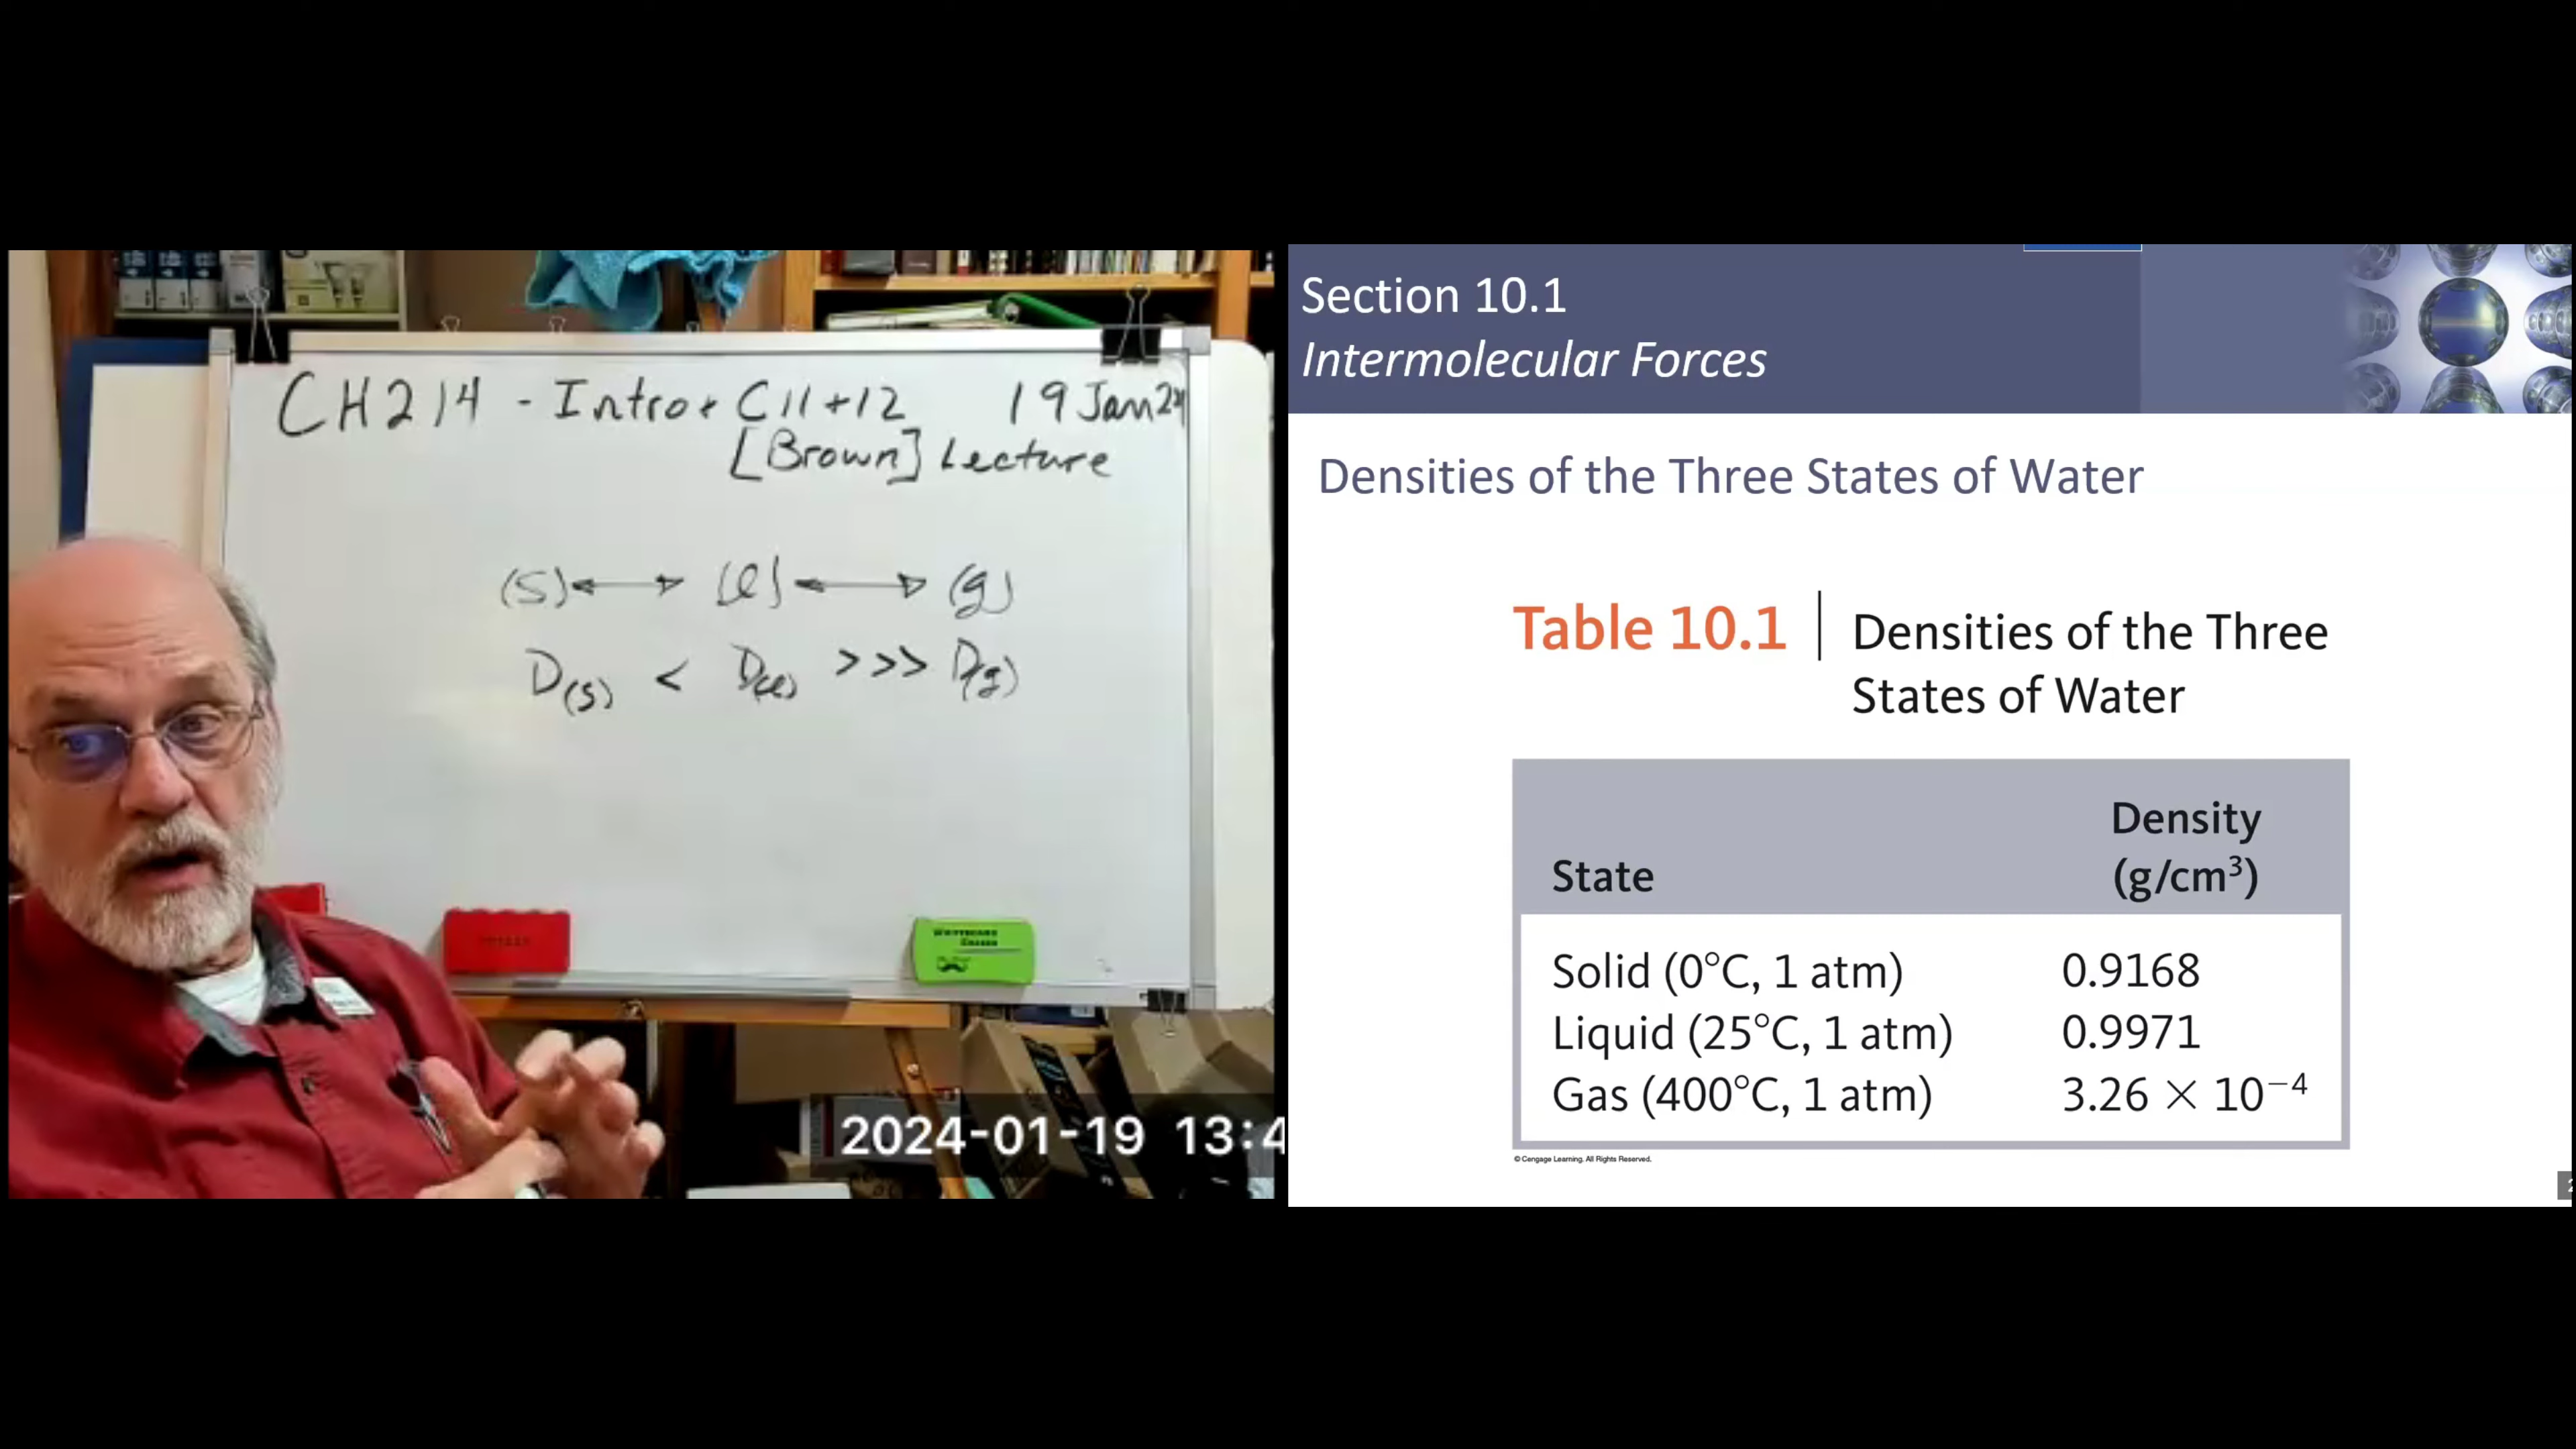 CH214 - Intro + C11+12 19 Jan 24
[Brown] Lecture
(s) ⟷ (l) ⟷ (g)
D(s) < D(l) >>> D(g)
WHITEBOARD
ERASER
2024-01-19 13:4
Section 10.1
Intermolecular Forces
Densities of the Three States of Water
Table 10.1 | Densities of the Three
States of Water
State Density (g/cm³)
Solid (0°C, 1 atm) 0.9168
Liquid (25°C, 1 atm) 0.9971
Gas (400°C, 1 atm) 3.26 × 10⁻⁴
© Cengage Learning. All Rights Reserved.